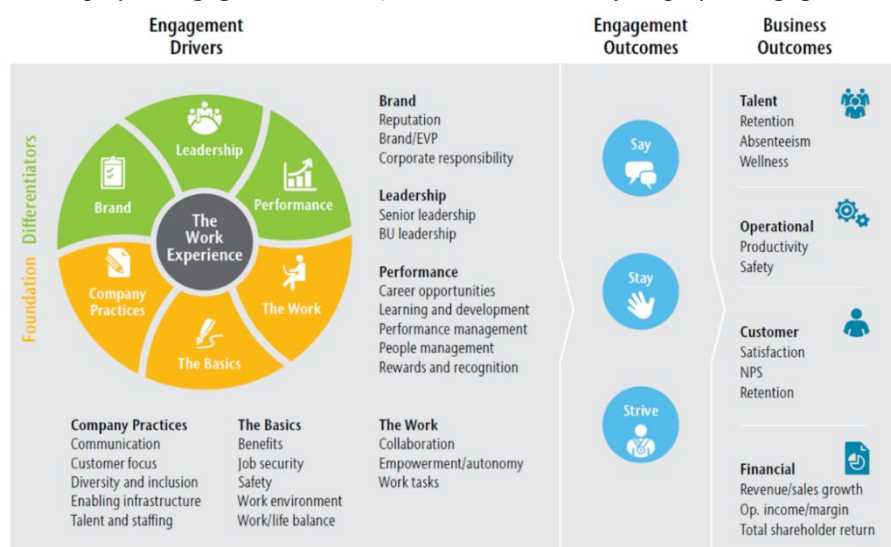 Engagement
Drivers
Engagement
Outcomes
Business
Outcomes
Foundation Differentiators
Leadership
Brand
Performance
The
Work
Experience
Company
Practices
The Work
The Basics
Brand
Reputation
Brand/EVP
Corporate responsibility
Leadership
Senior leadership
BU leadership
Performance
Career opportunities
Learning and development
Performance management
People management
Rewards and recognition
Company Practices
Communication
Customer focus
Diversity and inclusion
Enabling infrastructure
Talent and staffing
The Basics
Benefits
Job security
Safety
Work environment
Work/life balance
The Work
Collaboration
Empowerment/autonomy
Work tasks
Say
Stay
Strive
Talent
Retention
Absenteeism
Wellness
Operational
Productivity
Safety
Customer
Satisfaction
NPS
Retention
Financial
Revenue/sales growth
Op. income/margin
Total shareholder return